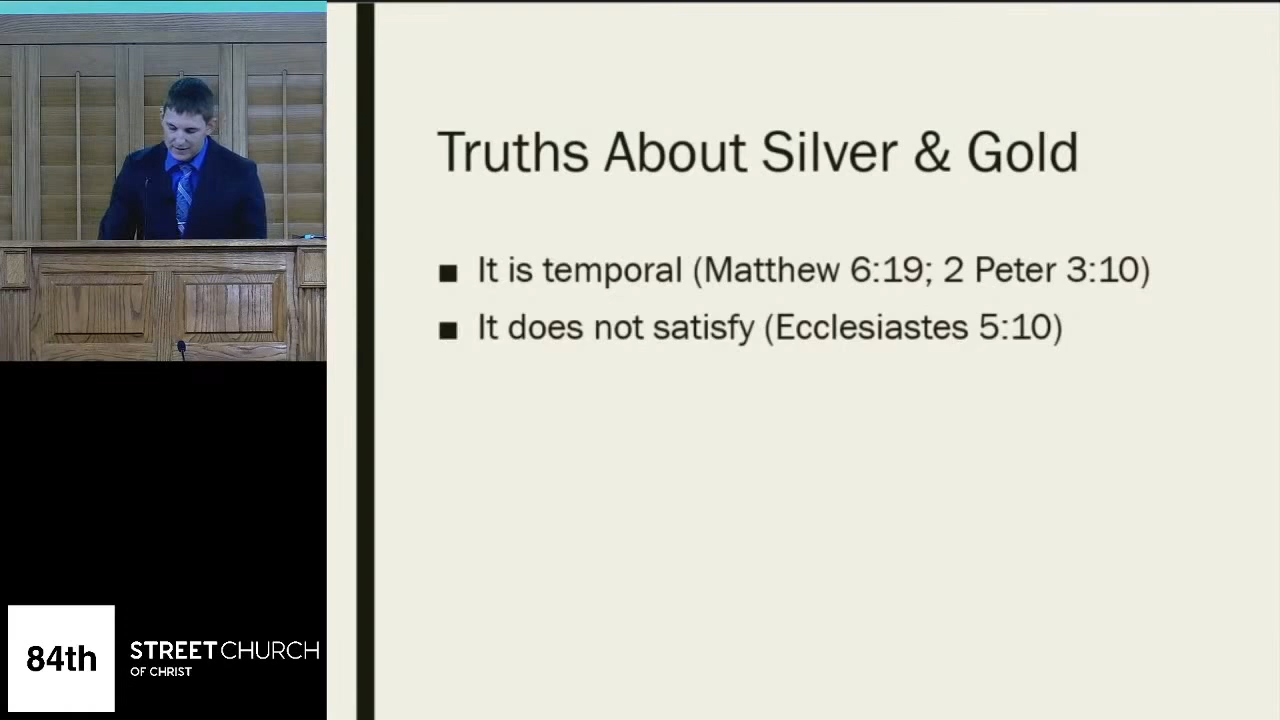 Truths About Silver & Gold
■ It is temporal (Matthew 6:19; 2 Peter 3:10)
■ It does not satisfy (Ecclesiastes 5:10)
84th
STREET CHURCH
OF CHRIST